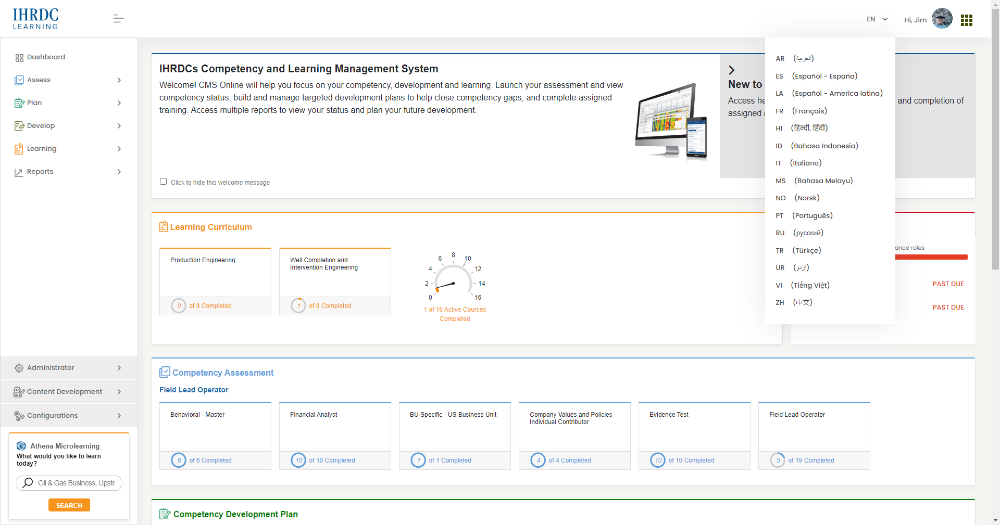 IHRDC
LEARNING
EN
Hi, Jim
Dashboard
Assess
Plan
Develop
Learning
Reports
Administrator
Content Development
Configurations
Athena Microlearning
What would you like to learn
today?
Oil & Gas Business, Upstr
SEARCH
IHRDCs Competency and Learning Management System
Welcome! CMS Online will help you focus on your competency, development and learning. Launch your assessment and view
competency status, build and manage targeted development plans to help close competency gaps, and complete assigned
training. Access multiple reports to view your status and plan your future development.
Click to hide this welcome message
New to
Access he
and completion of
assigned
AR (العربية)
ES (Español - España)
LA (Español - America latina)
FR (Français)
HI (हिन्दी, हिंदी)
ID (Bahasa Indonesia)
IT (Italiano)
MS (Bahasa Melayu)
NO (Norsk)
PT (Português)
RU (русский)
TR (Türkçe)
UR (اردو)
VI (Tiếng Việt)
ZH (中文)
Learning Curriculum
Production Engineering
0 of 8 Completed
Well Completion and
Intervention Engineering
1 of 8 Completed
0
2
4
6
8
10
12
14
16
1 of 16 Active Courses
Completed
ance roles
PAST DUE
PAST DUE
Competency Assessment
Field Lead Operator
Behavioral - Master
6 of 6 Completed
Financial Analyst
10 of 10 Completed
BU Specific - US Business Unit
1 of 1 Completed
Company Values and Policies -
Individual Contributor
4 of 4 Completed
Evidence Test
10 of 10 Completed
Field Lead Operator
5 of 19 Completed
Competency Development Plan